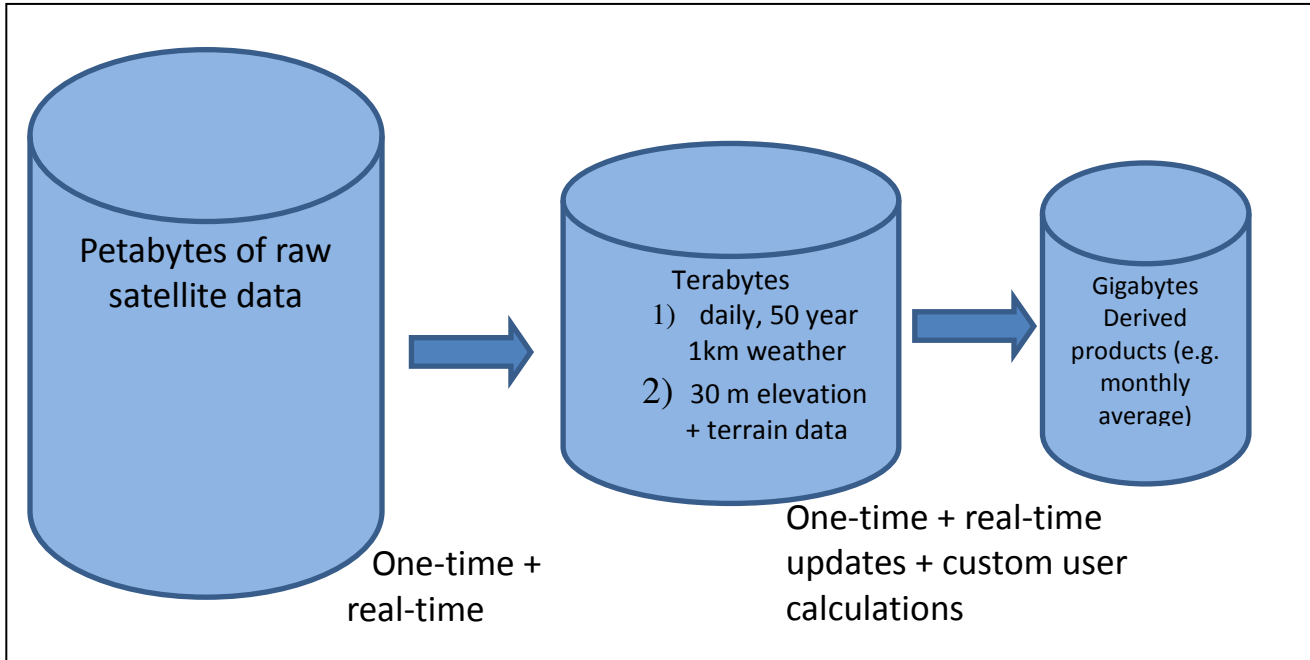 Petabytes of raw
satellite data
One-time +
real-time
Terabytes
1) daily, 50 year
1km weather
2) 30 m elevation
+ terrain data
One-time + real-time
updates + custom user
calculations
Gigabytes
Derived
products (e.g.
monthly
average)